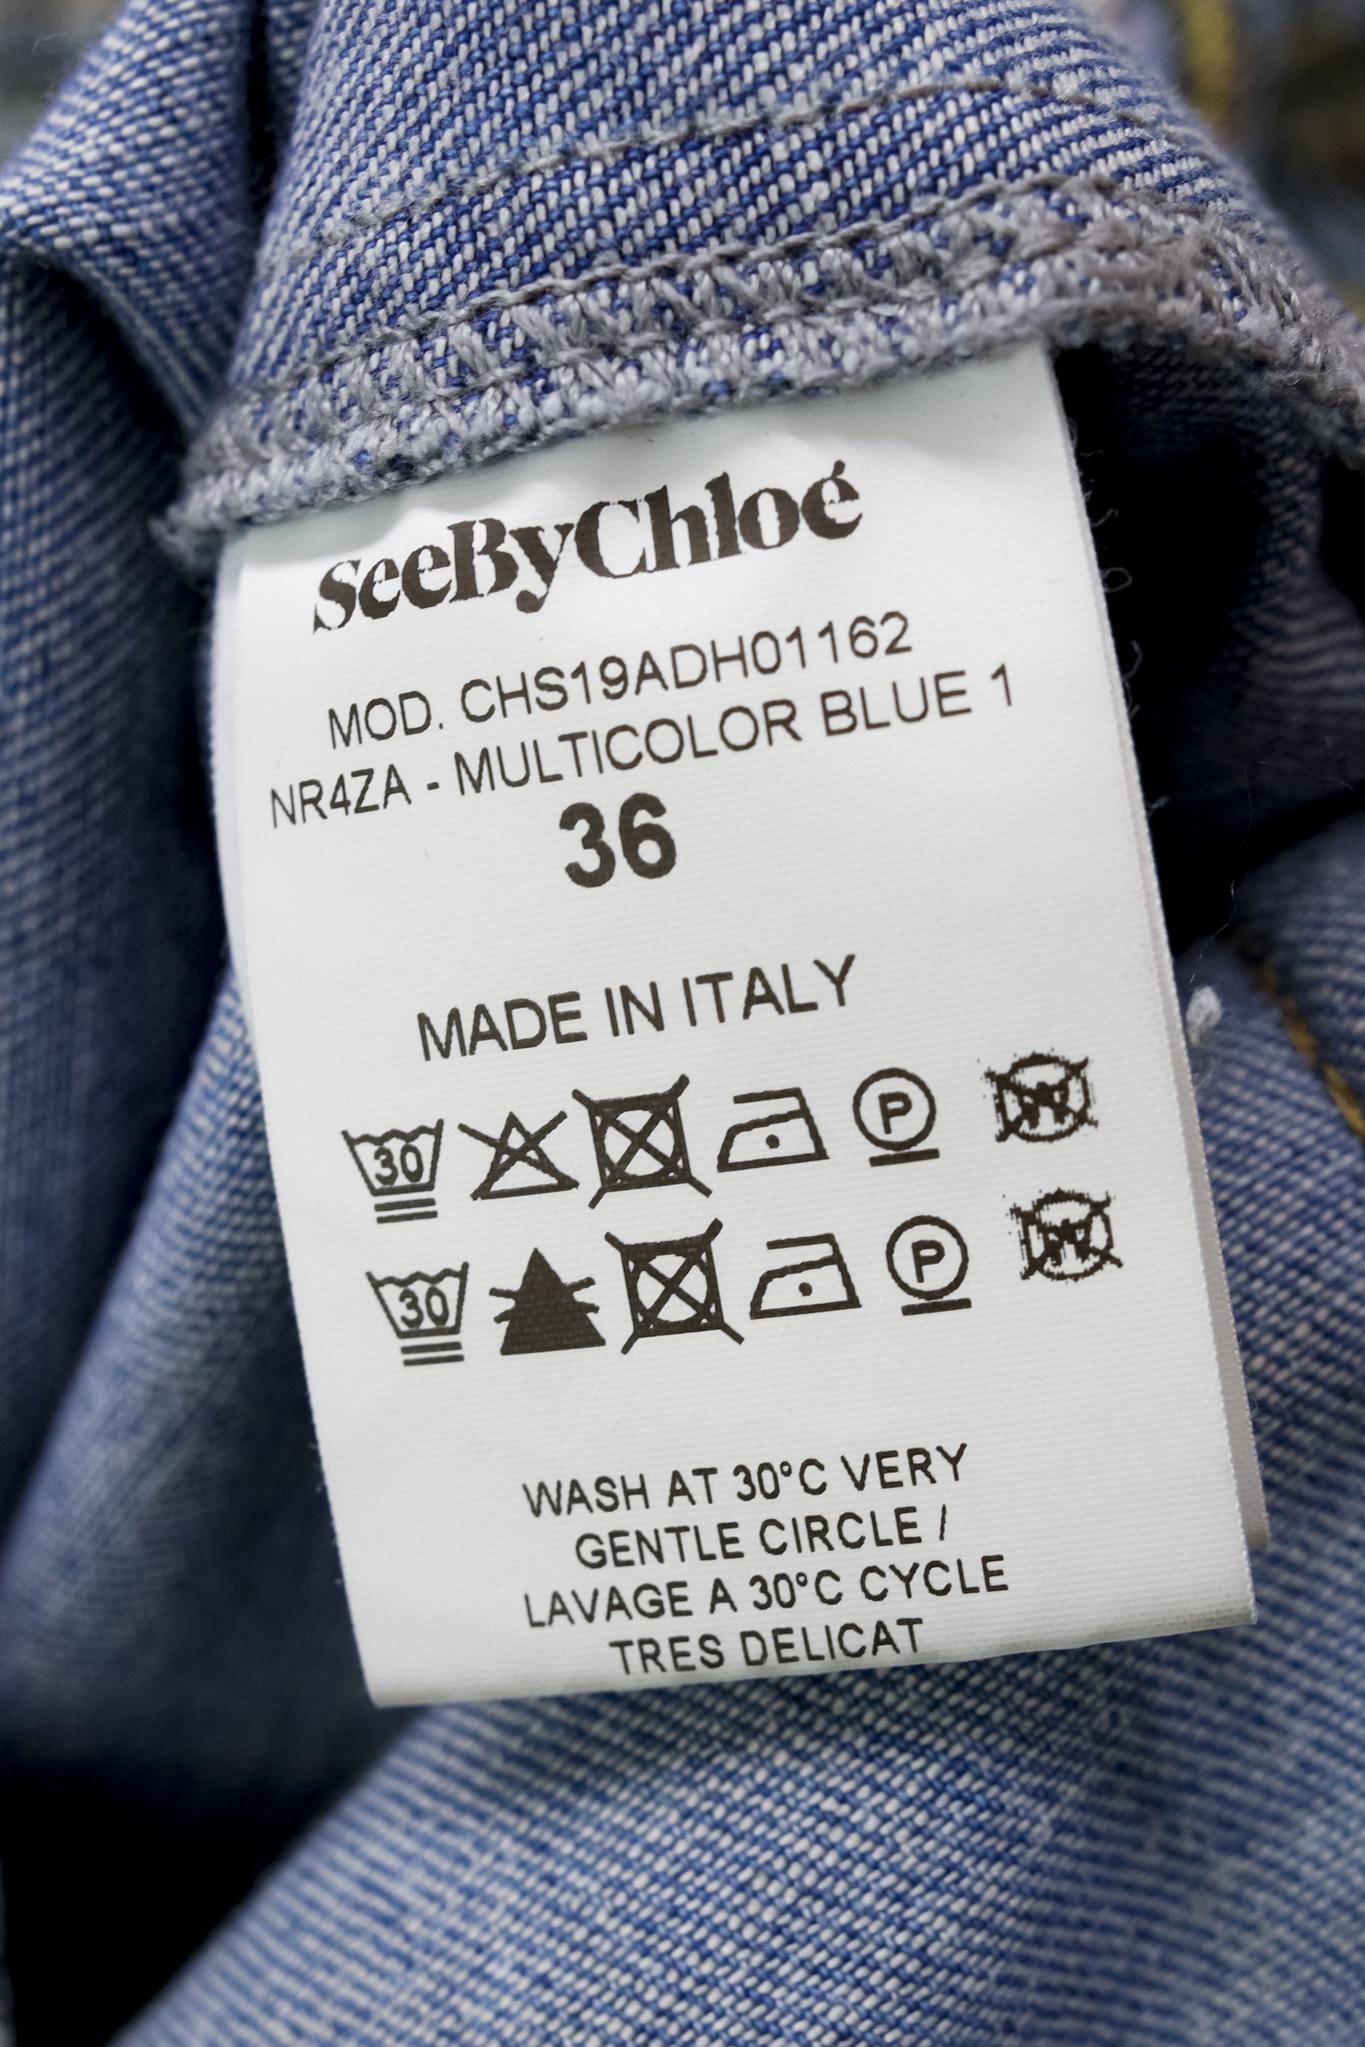 SeeByChloé
MOD. CHS19ADH01162
NR4ZA - MULTICOLOR BLUE 1
36
MADE IN ITALY
30 P W
30 P W
WASH AT 30°C VERY
GENTLE CIRCLE /
LAVAGE A 30°C CYCLE
TRES DELICAT